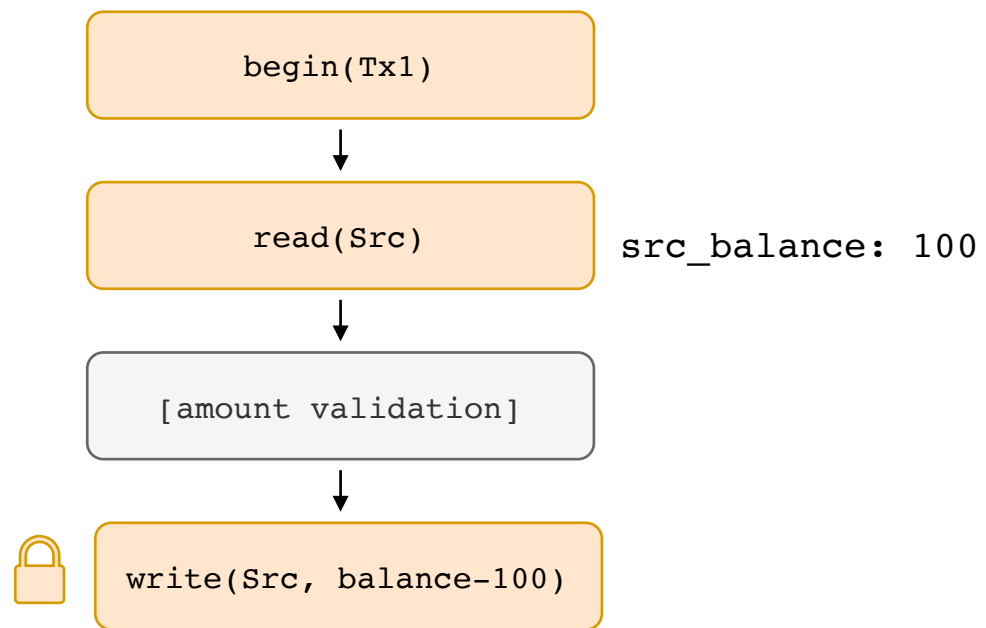 begin(Tx1)
read(Src)
src_balance: 100
[amount validation]
write(Src, balance-100)